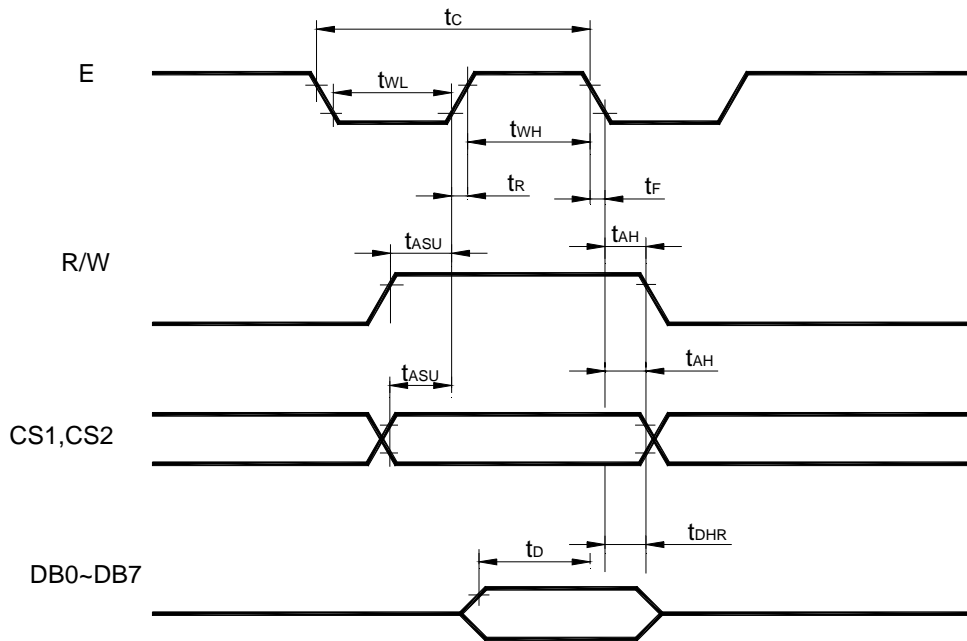 tC
E
tWL
tWH
tR
tF
tASU
tAH
R/W
tASU
tAH
CS1,CS2
tD
tDHR
DB0~DB7